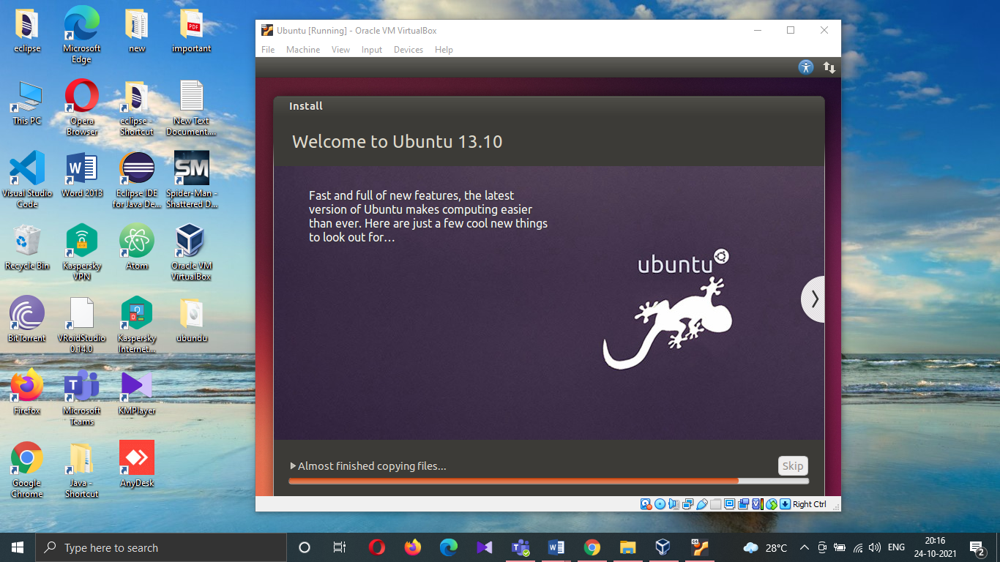 eclipse
Microsoft
Edge
new
important
This PC
Opera
Browser
eclipse -
Shortcut
New Text
Document....
Visual Studio
Code
Word 2013
Eclipse IDE
for Java De...
Spider-Man -
Shattered D...
Recycle Bin
Kaspersky
VPN
Atom
Oracle VM
VirtualBox
BitTorrent
VRoidStudio
0.14.0
Kaspersky
Internet...
ubundu
Firefox
Microsoft
Teams
KMPlayer
Google
Chrome
Java -
Shortcut
AnyDesk
PDF
SM
Ubuntu [Running] - Oracle VM VirtualBox
File Machine View Input Devices Help
Install
Welcome to Ubuntu 13.10
Fast and full of new features, the latest
version of Ubuntu makes computing easier
than ever. Here are just a few cool new things
to look out for...
ubuntu
Almost finished copying files...
Skip
Right Ctrl
Type here to search
28°C
ENG
20:16
24-10-2021
2